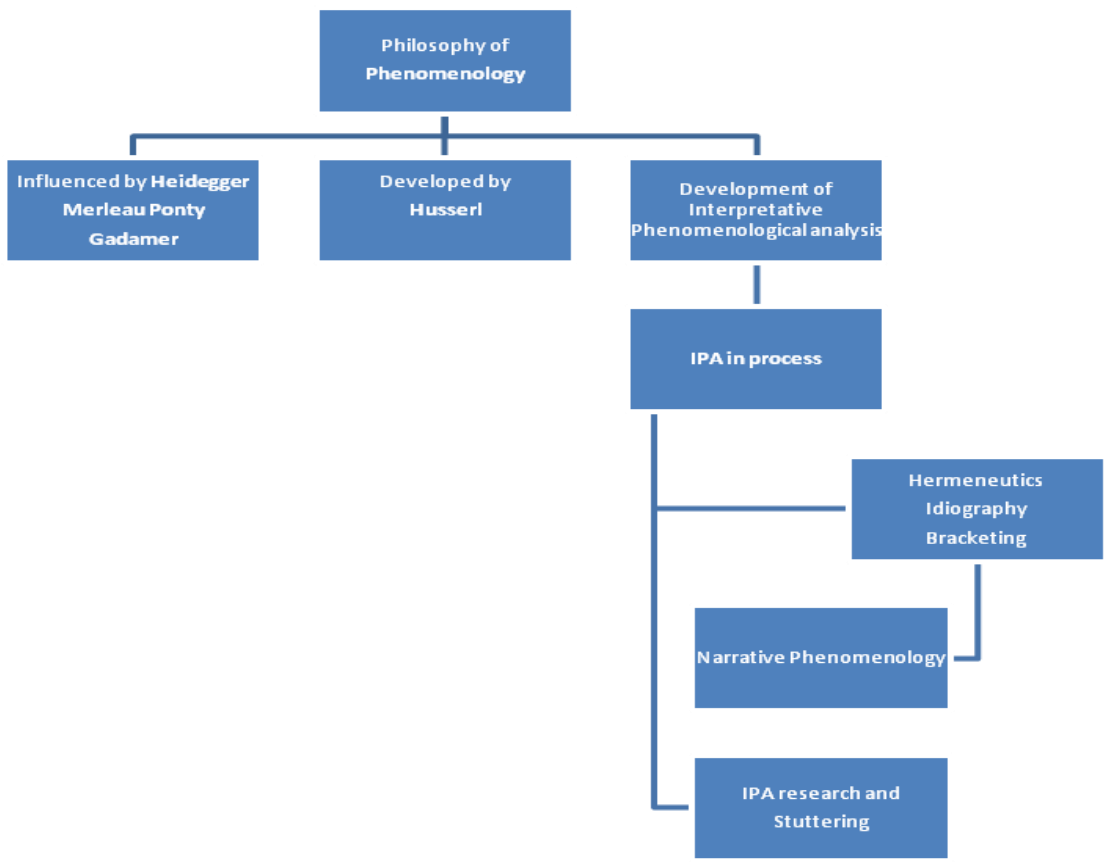 Philosophy of
Phenomenology
Influenced by Heidegger
Merleau Ponty
Gadamer
Developed by
Husserl
Development of
Interpretative
Phenomenological analysis
IPA in process
Hermeneutics
Idiography
Bracketing
Narrative Phenomenology
IPA research and
Stuttering